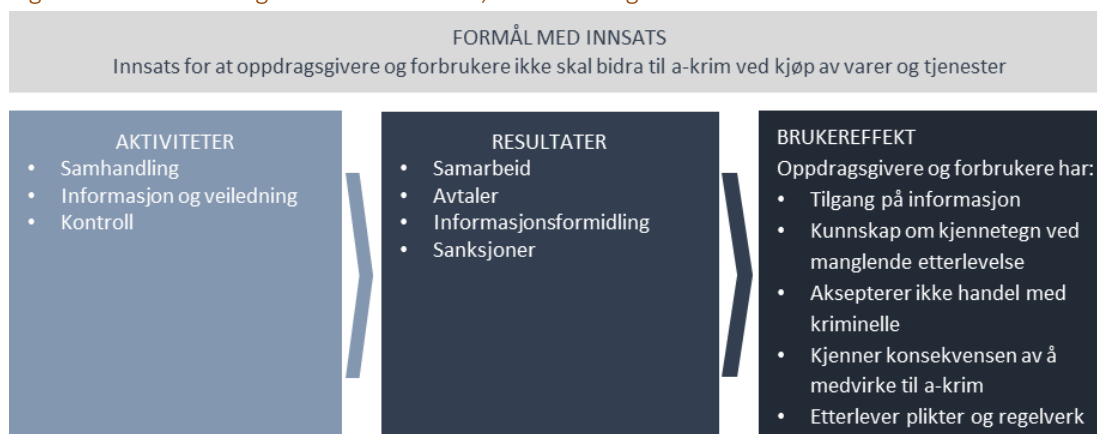 FORMÅL MED INNSATS
Innsats for at oppdragsgivere og forbrukere ikke skal bidra til a-krim ved kjøp av varer og tjenester
AKTIVITETER
• Samhandling
• Informasjon og veiledning
• Kontroll
RESULTATER
• Samarbeid
• Avtaler
• Informasjonsformidling
• Sanksjoner
BRUKEREFFEKT
Oppdragsgivere og forbrukere har:
• Tilgang på informasjon
• Kunnskap om kjennetegn ved
manglende etterlevelse
• Aksepterer ikke handel med
kriminelle
• Kjenner konsekvensen av å
medvirke til a-krim
• Etterlever plikter og regelverk